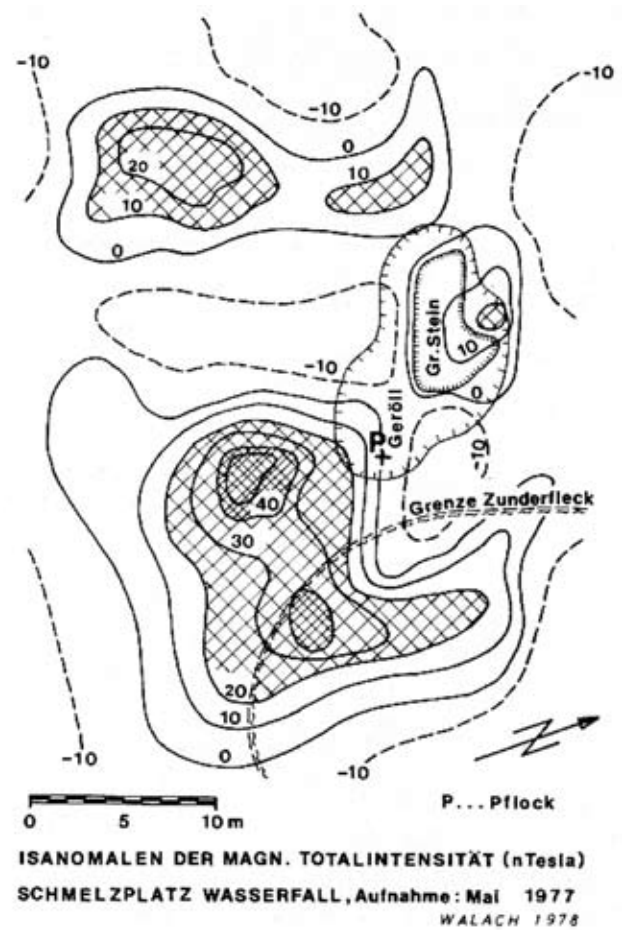 -10
-10
-10
0
10
20
10
0
Gr. Stein
10
0
-10
Geröll
P
-10
Grenze Zunderfleck
40
30
20
10
0
-10
-10
0 5 10 m
P... Pflock
ISANOMALEN DER MAGN. TOTALINTENSITÄT (nTesla)
SCHMELZPLATZ WASSERFALL, Aufnahme: Mai 1977
WALACH 1978